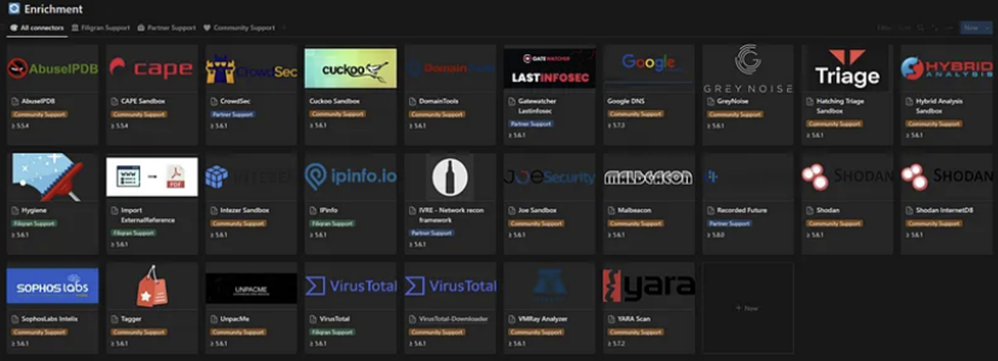 Enrichment
All connectors Filigran Support Partner Support Community Support
New
AbuseIPDB cape CrowdSec cuckoo Domain GATEWATCHER LASTINFOSEC Google GREY NOISE Triage HYBRID ANALYSIS
AbuseIPDB
Community Support
≥ 5.5.4
CAPE Sandbox
Community Support
≥ 5.5.4
CrowdSec
Partner Support
≥ 5.6.1
Cuckoo Sandbox
Community Support
≥ 5.6.1
DomainTools
Community Support
≥ 5.6.1
Gatewatcher
LastInfosec
Partner Support
≥ 5.6.1
Google DNS
Community Support
≥ 5.7.3
GreyNoise
Community Support
≥ 5.6.1
Hatching Triage
Sandbox
Community Support
≥ 5.6.1
Hybrid Analysis
Sandbox
Community Support
≥ 5.6.1
WWW PDF INTEZER ipinfo.io JOESecurity MALBEACON SHODAN SHODAN
Hygiene
Filigran Support
≥ 5.6.1
Import
ExternalReference
Filigran Support
≥ 5.6.1
Intezer Sandbox
Community Support
≥ 5.6.1
IPinfo
Filigran Support
≥ 5.6.1
IVRE - Network recon
framework
Partner Support
≥ 5.6.1
Joe Sandbox
Community Support
≥ 5.6.1
Malbeacon
Community Support
≥ 5.6.1
Recorded Future
Partner Support
≥ 5.8.0
Shodan
Community Support
≥ 5.6.1
Shodan InternetDB
Community Support
≥ 5.6.1
SOPHOSLABS UNPACME VirusTotal VirusTotal yara
SophosLabs Intelix
Community Support
≥ 5.6.1
Tagger
Community Support
≥ 5.6.1
UnpacMe
Community Support
≥ 5.6.1
VirusTotal
Filigran Support
≥ 5.6.1
VirusTotal-Downloader
Community Support
≥ 5.6.1
VMRay Analyzer
Community Support
≥ 5.6.1
YARA Scan
Community Support
≥ 5.7.2
+ New